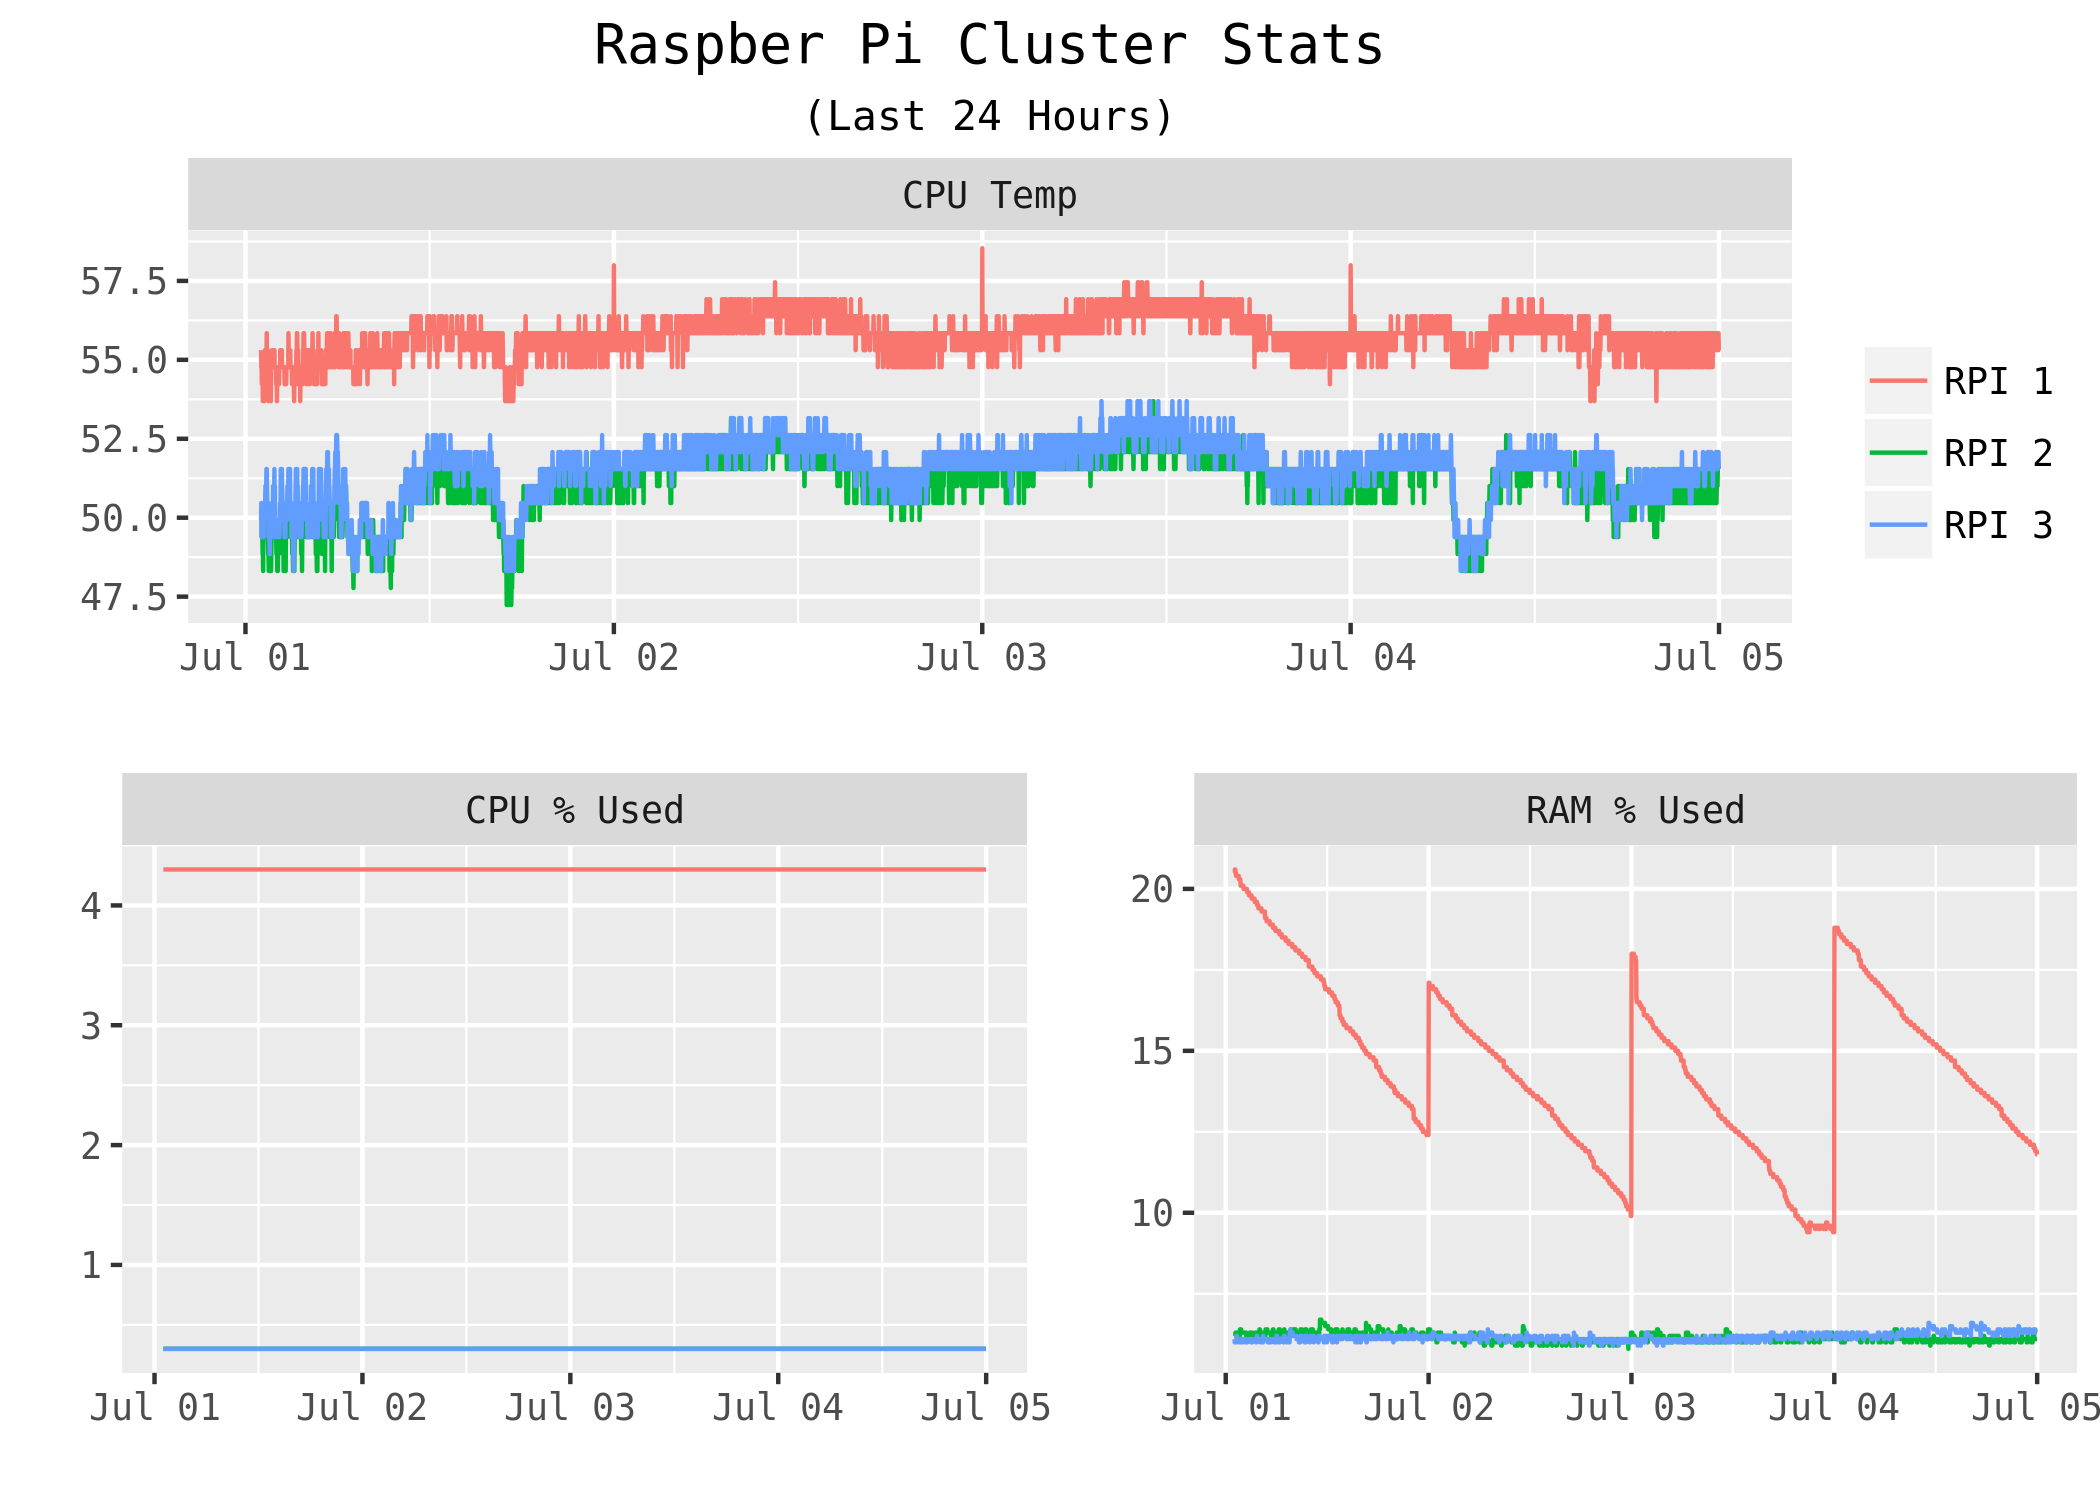 Raspber Pi Cluster Stats
(Last 24 Hours)
CPU Temp
57.5
55.0
52.5
50.0
47.5
Jul 01 Jul 02 Jul 03 Jul 04 Jul 05
RPI 1
RPI 2
RPI 3
CPU % Used
4
3
2
1
Jul 01 Jul 02 Jul 03 Jul 04 Jul 05
RAM % Used
20
15
10
Jul 01 Jul 02 Jul 03 Jul 04 Jul 05